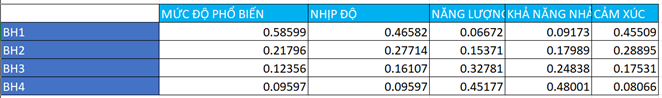 MỨC ĐỘ PHỔ BIẾN NHỊP ĐỘ NĂNG LƯỢNG KHẢ NĂNG NHẢ CẢM XÚC
BH1 0.58599 0.46582 0.06672 0.09173 0.45509
BH2 0.21796 0.27714 0.15371 0.17989 0.28895
BH3 0.12356 0.16107 0.32781 0.24838 0.17531
BH4 0.09597 0.09597 0.45177 0.48001 0.08066